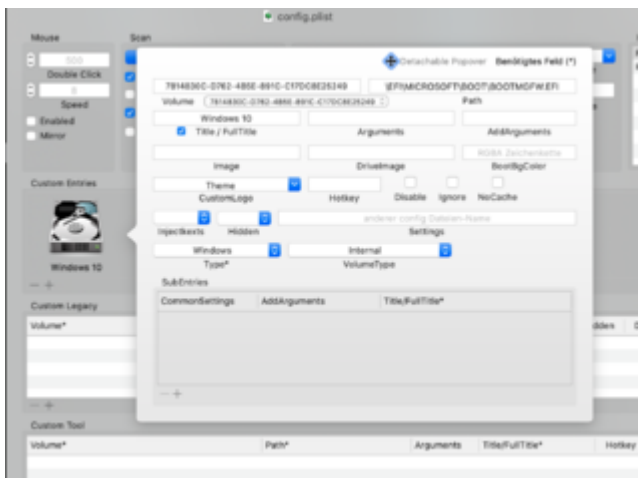 config.plist
Mouse
Scan
500
Double Click
8
Speed
Enabled
Mirror
Detachable Popover Benötigtes Feld (*)
7814830C-D762-485E-891C-C17DC8E25249 \EFI\MICROSOFT\BOOT\BOOTMGFW.EFI
Volume 7814830C-D762-485E-891C-C17DC8E25249 Path
Windows 10
Title / FullTitle Arguments AddArguments
RGBA Zeichenkette
Image DriveImage BootBgColor
Custom Entries
Theme
CustomLogo Hotkey Disable Ignore NoCache
anderer config Dateien-Name
InjectKexts Hidden Settings
Windows 10
Windows Internal
Type* VolumeType
SubEntries
CommonSettings AddArguments Title/FullTitle*
Custom Legacy
Volume* dden D
Custom Tool
Volume* Path* Arguments Title/FullTitle* Hotkey